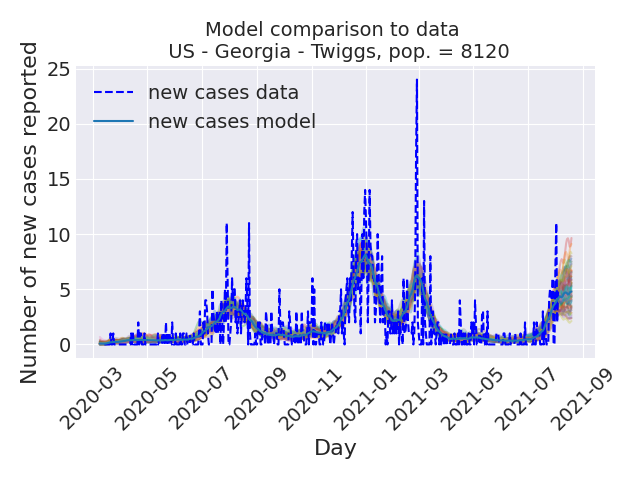 Model comparison to data
US - Georgia - Twiggs, pop. = 8120
Number of new cases reported
25
20
15
10
5
0
new cases data
new cases model
2020-03
2020-05
2020-07
2020-09
2020-11
2021-01
2021-03
2021-05
2021-07
2021-09
Day